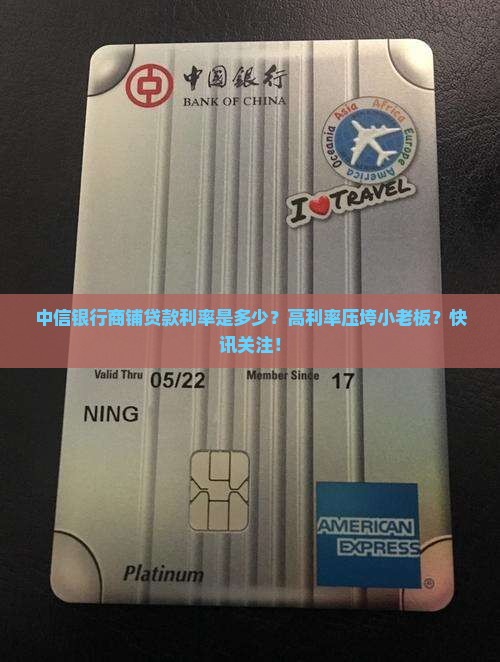 中国銀行
BANK OF CHINA
Asia Africa Europe America Oceania
I❤TRAVEL
中信银行商铺贷款利率是多少？高利率压垮小老板？快
讯关注！
Valid Thru 05/22 Member Since 17
NING
AMERICAN
EXPRESS®
Platinum